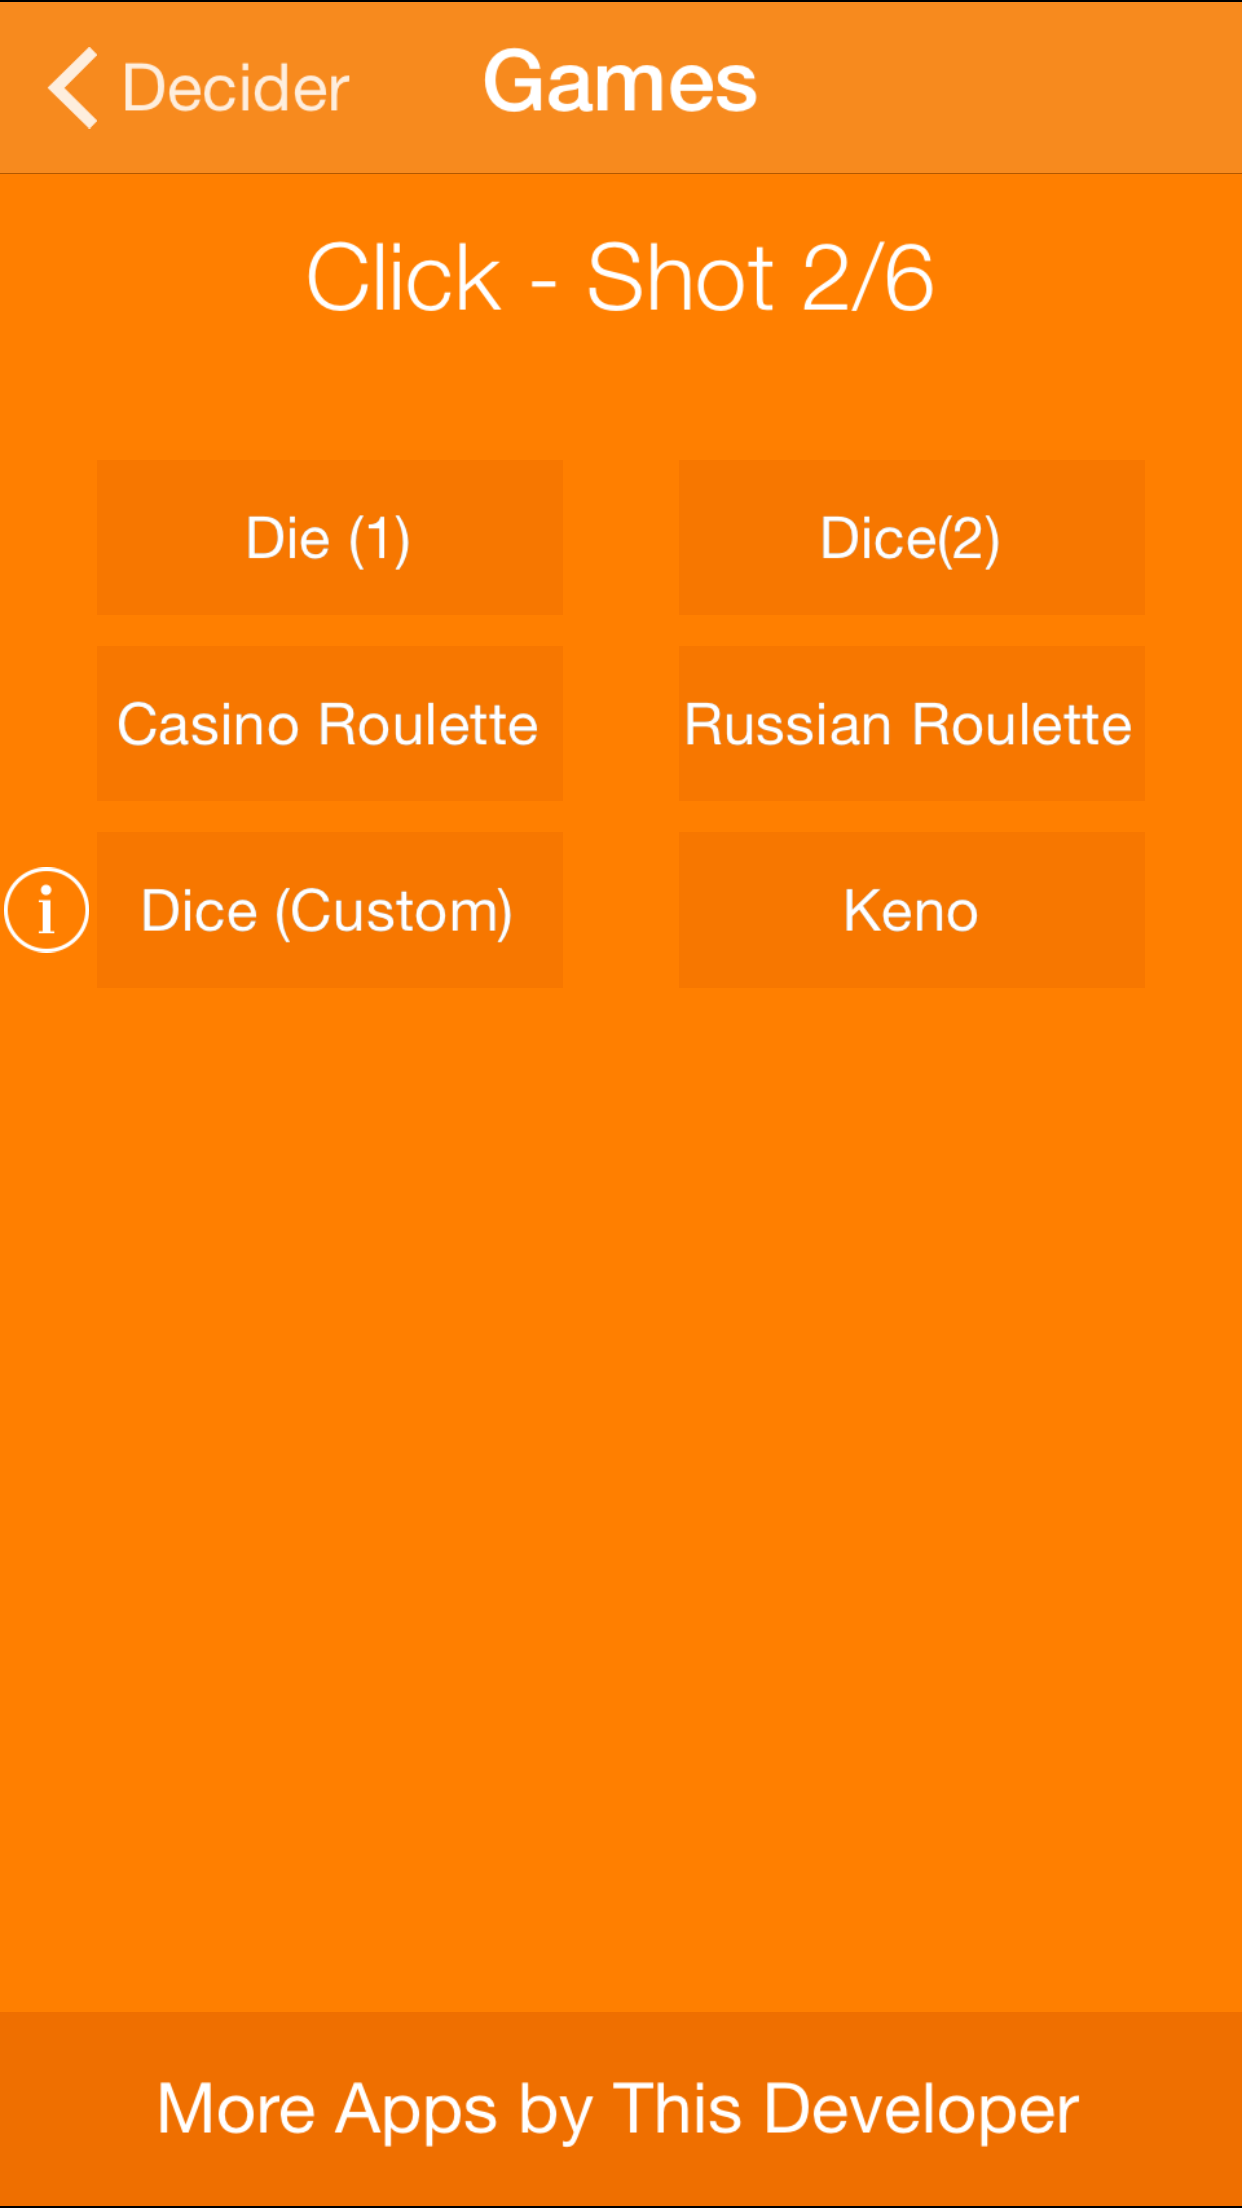 Decider
Games
Click - Shot 2/6
Die (1)
Dice(2)
Casino Roulette
Russian Roulette
i
Dice (Custom)
Keno
More Apps by This Developer